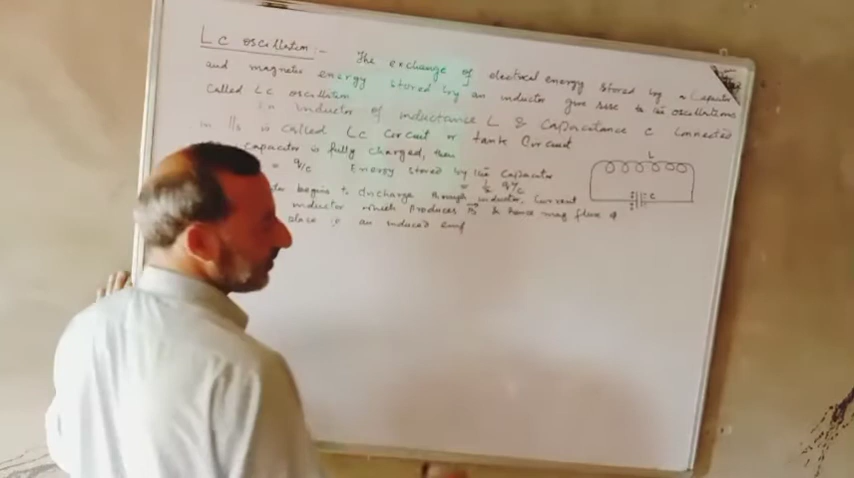 Lc oscillation :- The exchange of electrical energy stored by a Capacitor
and magnetic energy stored by an inductor give rise to the oscillations
Called Lc oscillation
An inductor of inductance L & Capacitance C Connected
in ||s is called Lc Circuit or tank Circuit
capacitor is fully charged, then
= q/c Energy stored by the Capacitor
= 1/2 q²/c
begins to discharge through inductor, Current
inductor which produces B & hence mag flux φ
place is an induced emf
L
C